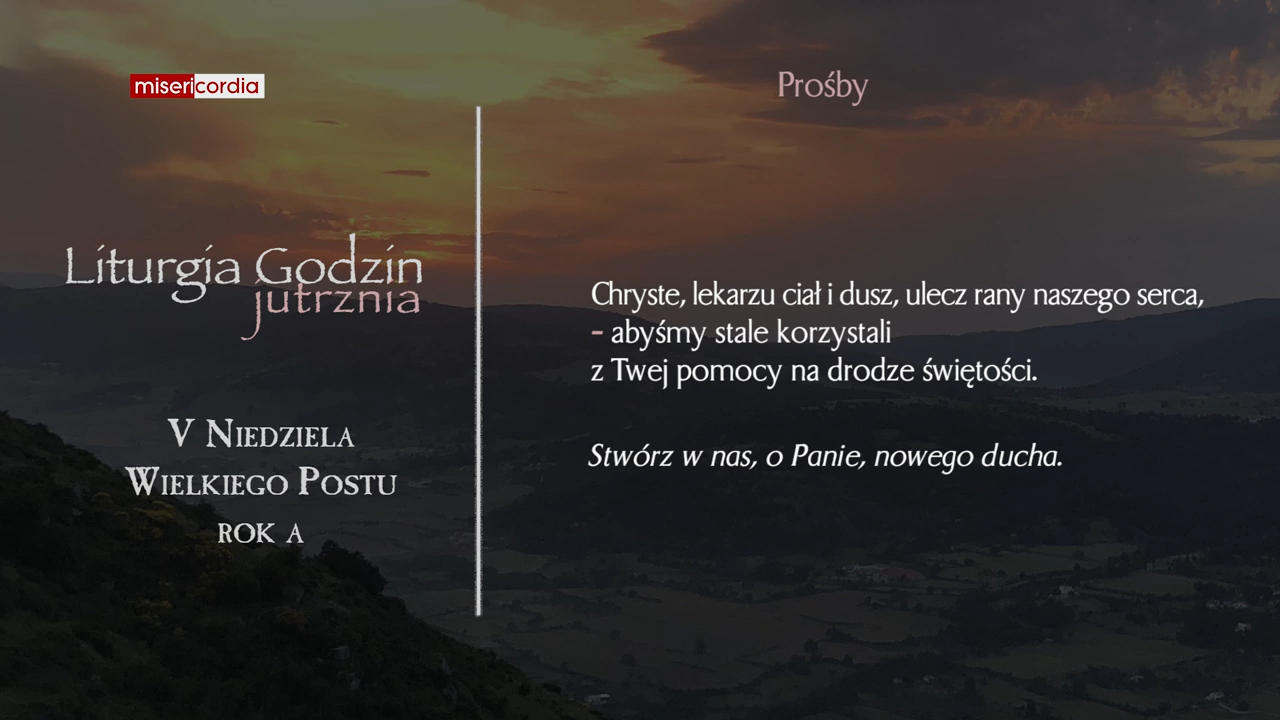 misericordia
Liturgia Godzin
jutrznia
V Niedziela
Wielkiego Postu
rok A
Prośby
Chryste, lekarzu ciał i dusz, ulecz rany naszego serca,
- abyśmy stale korzystali
z Twej pomocy na drodze świętości.
Stwórz w nas, o Panie, nowego ducha.